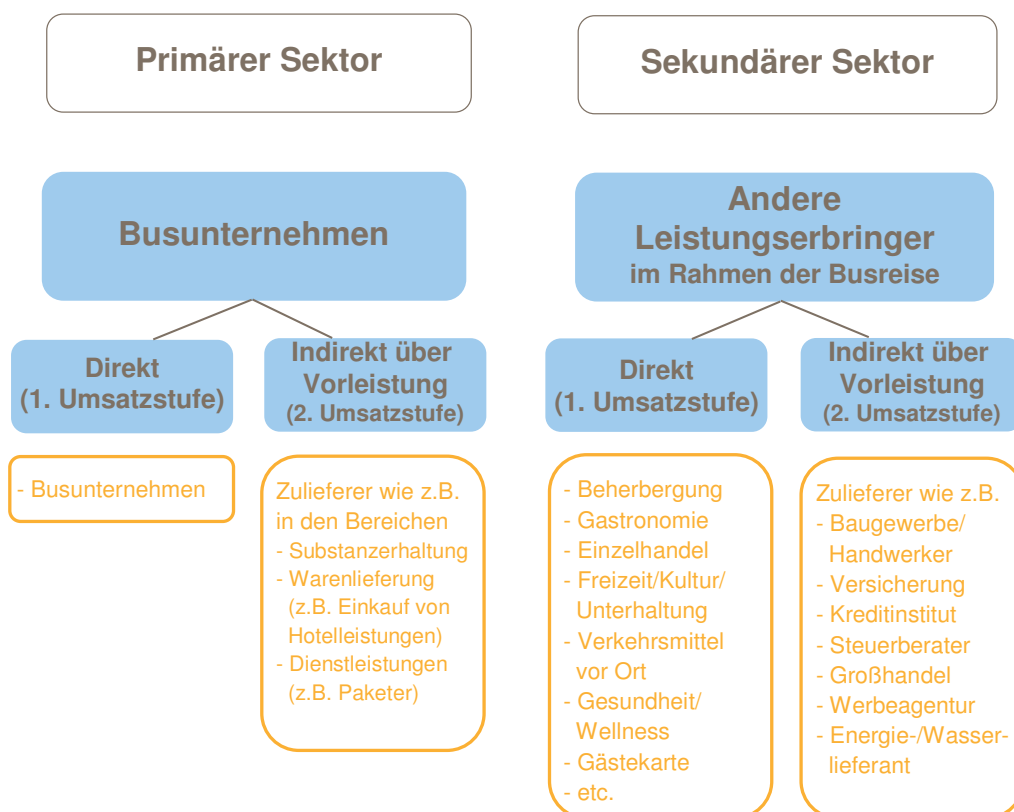 Primärer Sektor
Sekundärer Sektor
Busunternehmen
Andere
Leistungserbringer
im Rahmen der Busreise
Direkt
(1. Umsatzstufe)
Indirekt über
Vorleistung
(2. Umsatzstufe)
Direkt
(1. Umsatzstufe)
Indirekt über
Vorleistung
(2. Umsatzstufe)
- Busunternehmen
Zulieferer wie z.B.
in den Bereichen
- Substanzerhaltung
- Warenlieferung
(z.B. Einkauf von
Hotelleistungen)
- Dienstleistungen
(z.B. Paketer)
- Beherbergung
- Gastronomie
- Einzelhandel
- Freizeit/Kultur/
Unterhaltung
- Verkehrsmittel
vor Ort
- Gesundheit/
Wellness
- Gästekarte
- etc.
Zulieferer wie z.B.
- Baugewerbe/
Handwerker
- Versicherung
- Kreditinstitut
- Steuerberater
- Großhandel
- Werbeagentur
- Energie-/Wasser-
lieferant